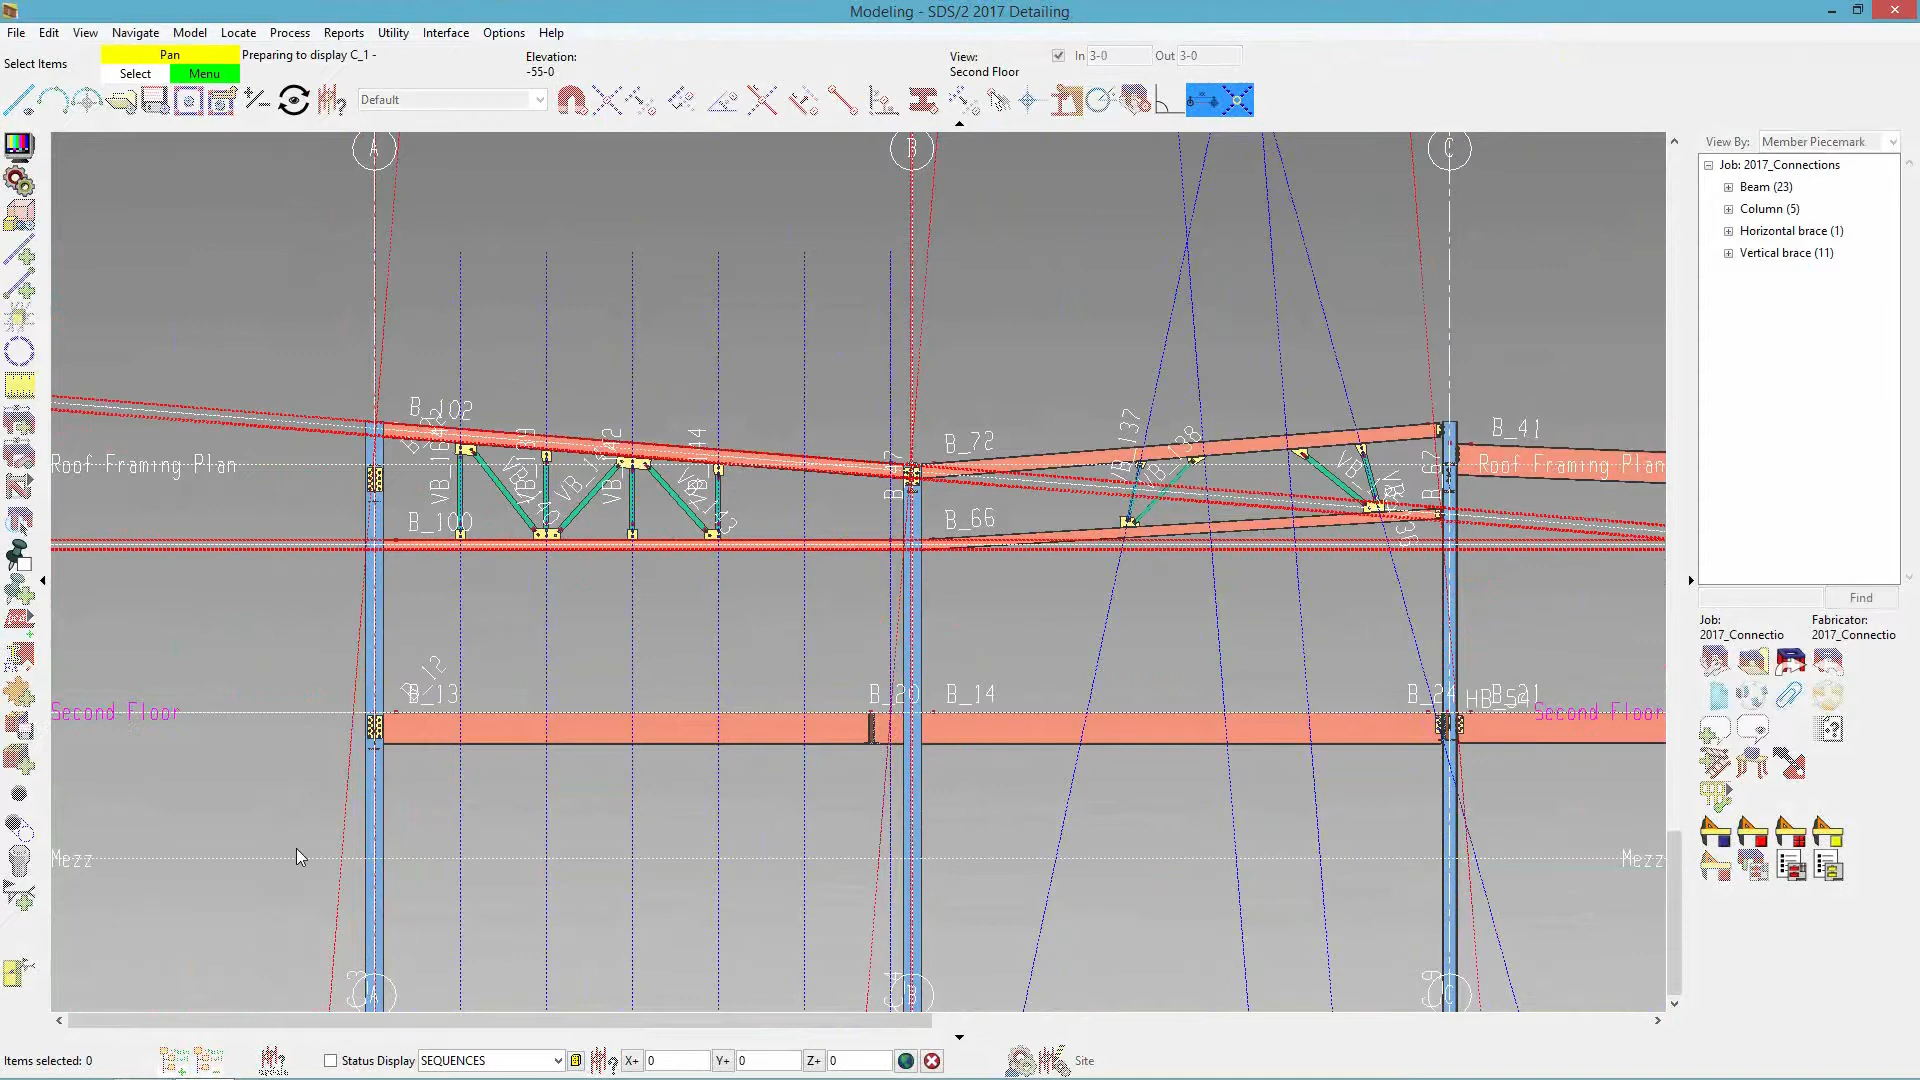 Modeling - SDS/2 2017 Detailing
File Edit View Navigate Model Locate Process Reports Utility Interface Options Help
Select Items
Pan
Select
Menu
Preparing to display C_1 -
Elevation:
-55-0
View:
Second Floor
In 3-0
Out 3-0
Default
A
B
C
B_102
B_72
B_41
Roof Framing Plan
Roof Framing Plan
VB_137
B_100
B_66
B_12
B_13
B_20
B_14
B_24
Second Floor
Second Floor
Mezz
Mezz
A
C
View By: Member Piecemark
Job: 2017_Connections
Beam (23)
Column (5)
Horizontal brace (1)
Vertical brace (11)
Find
Job:
2017_Connectio
Fabricator:
2017_Connectio
Items selected: 0
Status Display
SEQUENCES
X+ 0
Y+ 0
Z+ 0
Site